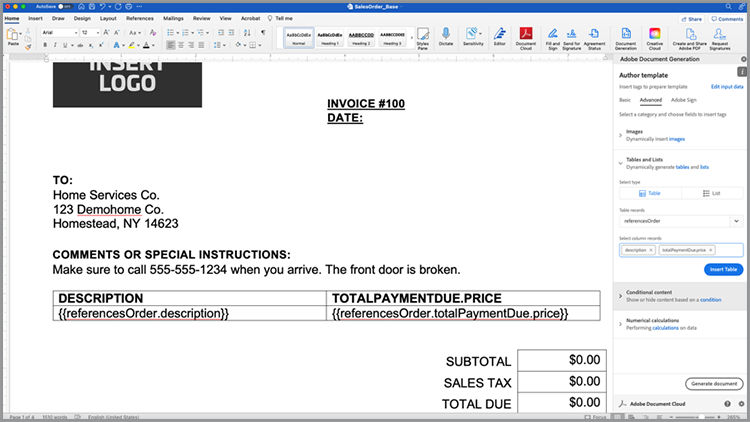 AutoSave OFF
SalesOrder_Base
Home Insert Draw Design Layout References Mailings Review View Acrobat Tell me
Share Comments
Paste
Arial 12
AaBbCcDdEe AaBbCcDdEe AABBCCDD AABBCCDDEE
Normal Heading 1 Heading 2 Heading 3
Styles Pane
Dictate
Sensitivity
Editor
Document Cloud
Fill and Sign
Send for Signature
Agreement Status
Document Generation
Creative Cloud
Create and Share Adobe PDF
Request Signatures
INSERT
LOGO
INVOICE #100
DATE:
TO:
Home Services Co.
123 Demohome Co.
Homestead, NY 14623
COMMENTS OR SPECIAL INSTRUCTIONS:
Make sure to call 555-555-1234 when you arrive. The front door is broken.
DESCRIPTION TOTALPAYMENTDUE.PRICE
{{referencesOrder.description}} {{referencesOrder.totalPaymentDue.price}}
SUBTOTAL $0.00
SALES TAX $0.00
TOTAL DUE $0.00
Adobe Document Generation
Author template
Insert tags to prepare template Edit input data
Basic Advanced Adobe Sign
Select a category and choose fields to insert tags
Images
Dynamically insert images
Tables and Lists
Dynamically generate tables and lists
Select type
Table List
Table records
referencesOrder
Select column records
description × totalPaymentDue.price ×
Insert Table
Conditional content
Show or hide content based on a condition
Numerical calculations
Performing calculations on data
Generate document
Adobe Document Cloud
Page 1 of 4 1510 words English (United States) Focus 265%